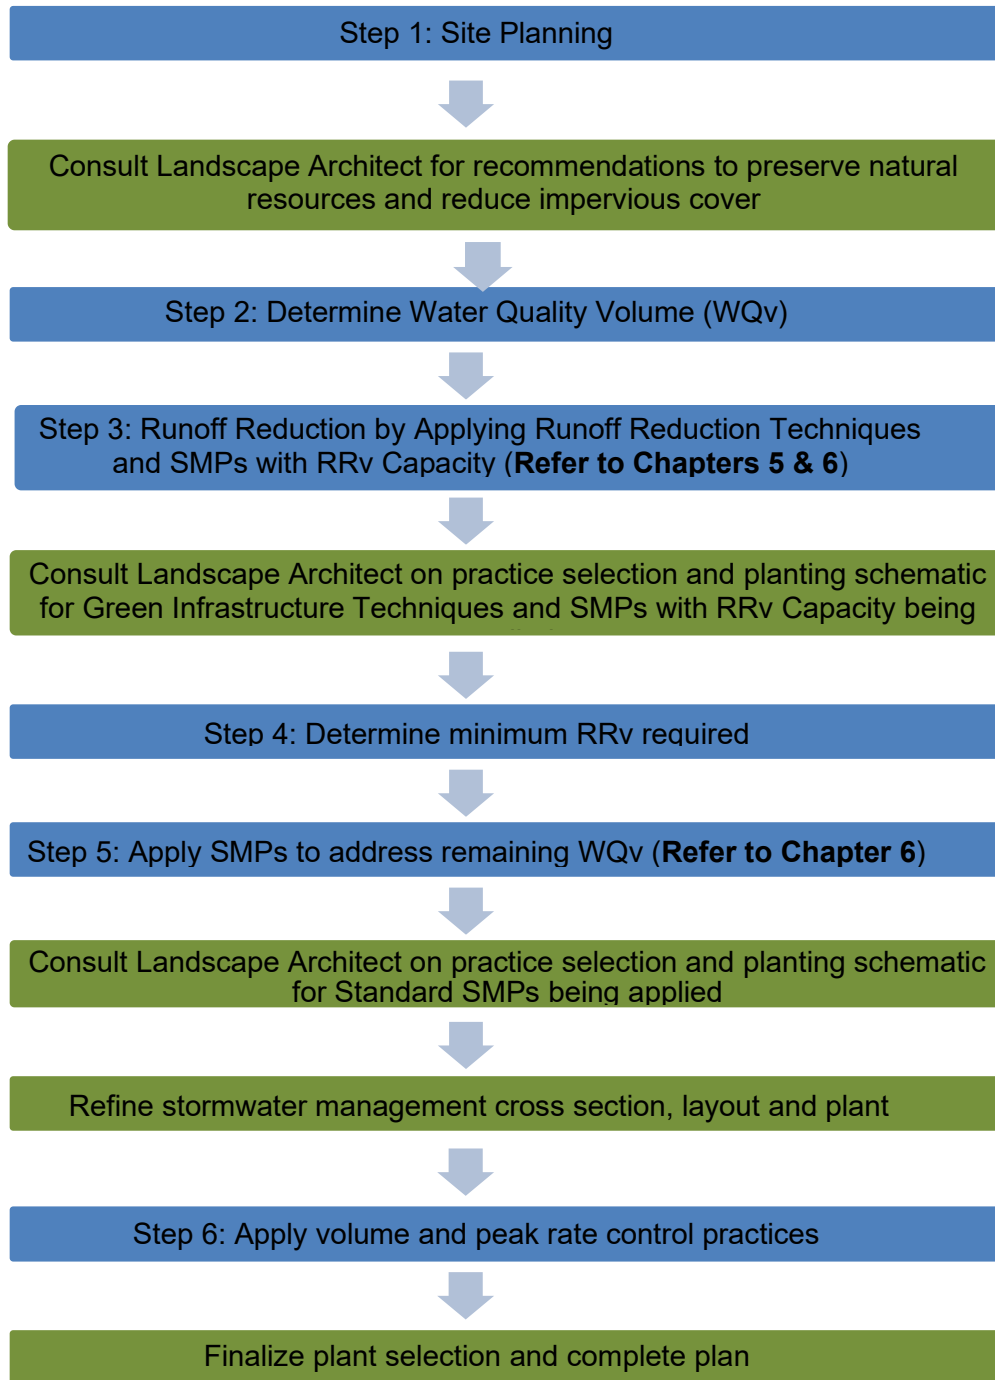 Step 1: Site Planning
Consult Landscape Architect for recommendations to preserve natural
resources and reduce impervious cover
Step 2: Determine Water Quality Volume (WQv)
Step 3: Runoff Reduction by Applying Runoff Reduction Techniques
and SMPs with RRv Capacity (Refer to Chapters 5 & 6)
Consult Landscape Architect on practice selection and planting schematic
for Green Infrastructure Techniques and SMPs with RRv Capacity being
Step 4: Determine minimum RRv required
Step 5: Apply SMPs to address remaining WQv (Refer to Chapter 6)
Consult Landscape Architect on practice selection and planting schematic
for Standard SMPs being applied
Refine stormwater management cross section, layout and plant
Step 6: Apply volume and peak rate control practices
Finalize plant selection and complete plan